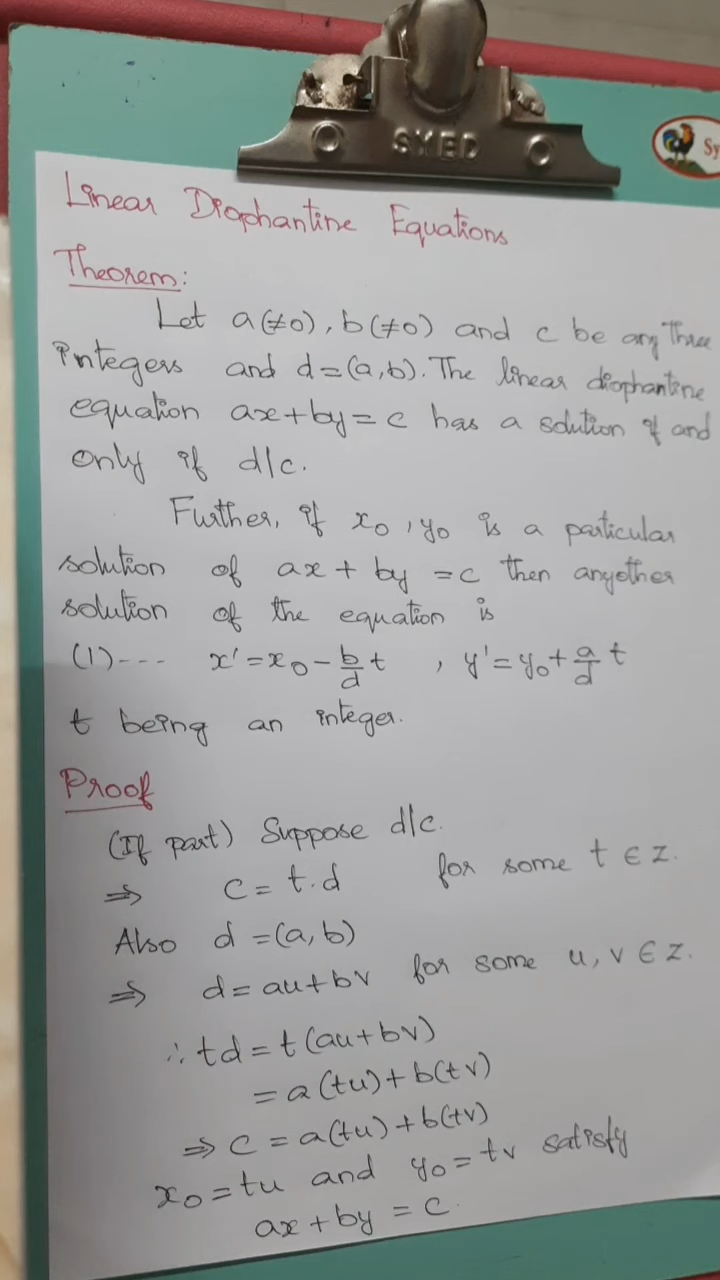 SYED
Sy
Linear Diophantine Equations
Theorem:
Let a(≠0), b(≠0) and c be any three
integers and d=(a,b). The linear diophantine
equation ax+by=c has a solution if and
only if d/c.
Further, if x₀, y₀ is a particular
solution of ax + by = c then anyother
solution of the equation is
(1)--- x' = x₀ - b/d t , y' = y₀ + a/d t
t being an integer.
Proof
(If part) Suppose d/c.
⇒ c = t.d for some t ∈ z.
Also d = (a, b)
⇒ d = au+bv for some u, v ∈ z.
∴ td = t(au+bv)
= a(tu)+b(tv)
⇒ c = a(tu)+b(tv)
x₀ = tu and y₀ = tv satisfy
ax + by = c.